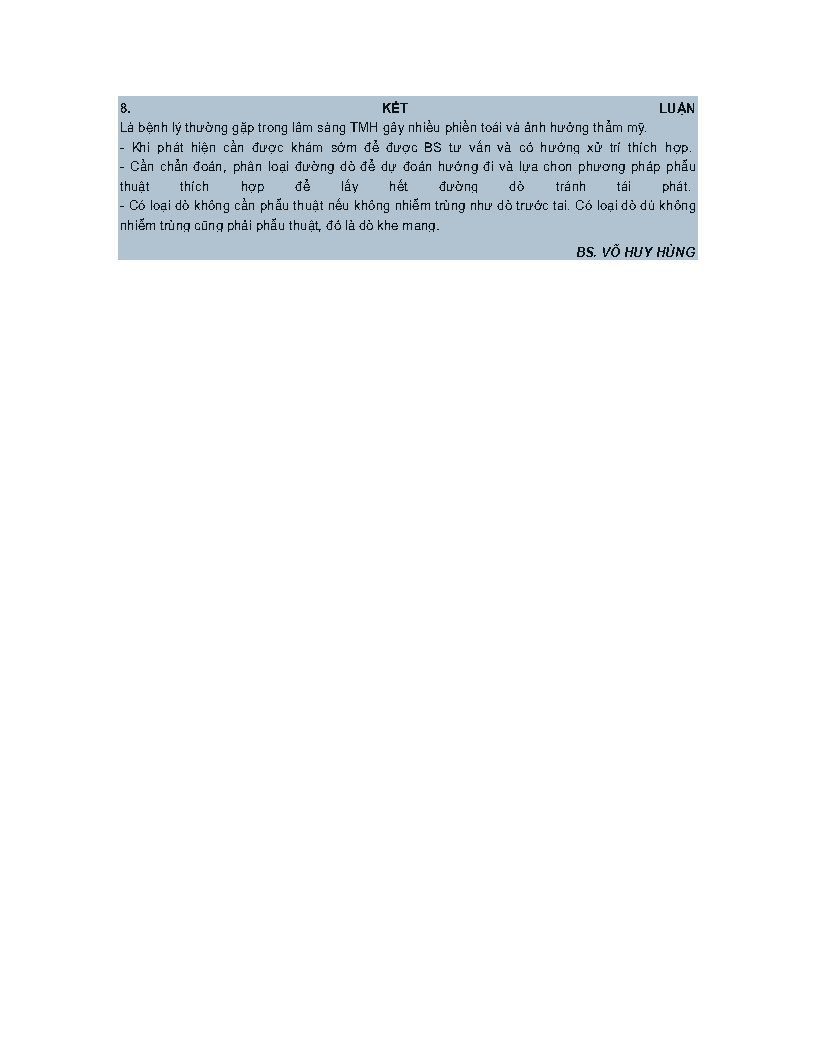 8. KẾT LUẬN
Là bệnh lý thường gặp trong lâm sàng TMH gây nhiều phiền toái và ảnh hưởng thẩm mỹ.
- Khi phát hiện cần được khám sớm để được BS tư vấn và có hướng xử trí thích hợp.
- Cần chẩn đoán, phân loại đường dò để dự đoán hướng đi và lựa chon phương pháp phẫu
thuật thích hợp để lấy hết đường dò tránh tái phát.
- Có loại dò không cần phẫu thuật nếu không nhiễm trùng như dò trước tai. Có loại dò dù không
nhiễm trùng cũng phải phẫu thuật, đó là dò khe mang.
BS. VÕ HUY HÙNG